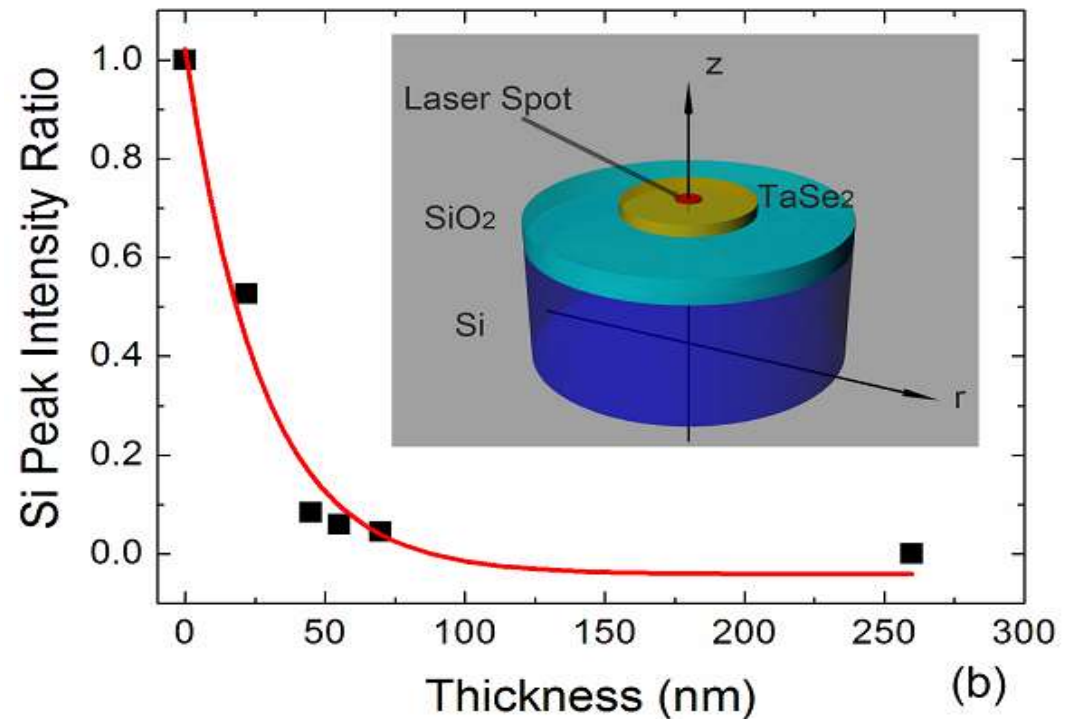 Si Peak Intensity Ratio
1.0
0.8
0.6
0.4
0.2
0.0
z
Laser Spot
TaSe2
SiO2
Si
r
0 50 100 150 200 250 300
Thickness (nm)
(b)